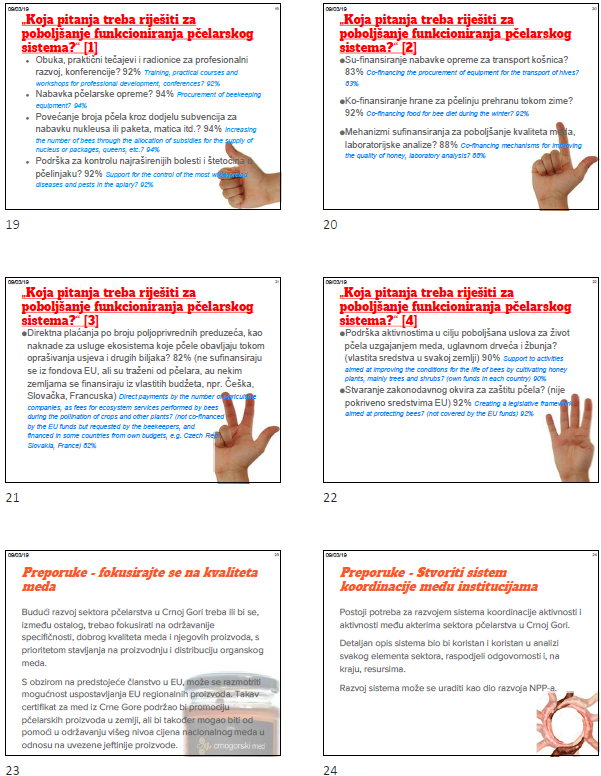 09/03/19
19
„Koja pitanja treba riješiti za
poboljšanje funkcioniranja pčelarskog
sistema?“ [1]
• Obuka, praktični tečajevi i radionice za profesionalni
razvoj, konferencije? 92% Training, practical courses and
workshops for professional development, conferences? 92%
• Nabavka pčelarske opreme? 94% Procurement of beekeeping
equipment? 94%
• Povećanje broja pčela kroz dodjelu subvencija za
nabavku nukleusa ili paketa, matica itd.? 94% Increasing
the number of bees through the allocation of subsidies for the supply of
nucleus or packages, queens, etc.? 94%
• Podrška za kontrolu najraširenijih bolesti i štetočina u
pčelinjaku? 92% Support for the control of the most widespread
diseases and pests in the apiary? 92%
19
09/03/19
20
„Koja pitanja treba riješiti za
poboljšanje funkcioniranja pčelarskog
sistema?“ [2]
●Su-finansiranje nabavke opreme za transport košnica?
83% Co-financing the procurement of equipment for the transport of hives?
83%
●Ko-finansiranje hrane za pčelinju prehranu tokom zime?
92% Co-financing food for bee diet during the winter? 92%
●Mehanizmi sufinansiranja za poboljšanje kvaliteta meda,
laboratorijske analize? 88% Co-financing mechanisms for improving
the quality of honey, laboratory analysis? 88%
20
09/03/19
21
„Koja pitanja treba riješiti za
poboljšanje funkcioniranja pčelarskog
sistema?“ [3]
●Direktna plaćanja po broju poljoprivrednih preduzeća, kao
naknade za usluge ekosistema koje pčele obavljaju tokom
oprašivanja usjeva i drugih biljaka? 82% (ne sufinansiraju
se iz fondova EU, ali su traženi od pčelara, au nekim
zemljama se finansiraju iz vlastitih budžeta, npr. Češka,
Slovačka, Francuska) Direct payments by the number of agriculture
companies, as fees for ecosystem services performed by bees
during the pollination of crops and other plants? (not co-financed
by the EU funds but requested by the beekeepers, and
financed in some countries from own budgets, e.g. Czech Rep
Slovakia, France) 82%
21
09/03/19
22
„Koja pitanja treba riješiti za
poboljšanje funkcioniranja pčelarskog
sistema?“ [4]
●Podrška aktivnostima u cilju poboljšana uslova za život
pčela uzgajanjem meda, uglavnom drveća i žbunja?
(vlastita sredstva u svakoj zemlji) 90% Support to activities
aimed at improving the conditions for the life of bees by cultivating honey
plants, mainly trees and shrubs? (own funds in each country) 90%
●Stvaranje zakonodavnog okvira za zaštitu pčela? (nije
pokriveno sredstvima EU) 92% Creating a legislative framework
aimed at protecting bees? (not covered by the EU funds) 92%
22
09/03/19
23
Preporuke - fokusirajte se na kvaliteta
meda
Budući razvoj sektora pčelarstva u Crnoj Gori treba ili bi se,
između ostalog, trebao fokusirati na održavanje
specifičnosti, dobrog kvaliteta meda i njegovih proizvoda, s
prioritetom stavljanja na proizvodnju i distribuciju organskog
meda.
S obzirom na predstojeće članstvo u EU, može se razmotriti
mogućnost uspostavljanja EU regionalnih proizvoda. Takav
certifikat za med iz Crne Gore podržao bi promociju
pčelarskih proizvoda u zemlji, ali bi također mogao biti od
pomoći u održavanju višeg nivoa cijena nacionalnog meda u
odnosu na uvezene jeftinije proizvode.
crnogorski med
23
09/03/19
24
Preporuke - Stvoriti sistem
koordinacije među institucijama
Postoji potreba za razvojem sistema koordinacije aktivnosti i
aktivnosti među akterima sektora pčelarstva u Crnoj Gori.
Detaljan opis sistema bio bi koristan i koristan u analizi
svakog elementa sektora, raspodjeli odgovornosti i, na
kraju, resursima.
Razvoj sistema može se uraditi kao dio razvoja NPP-a.
24